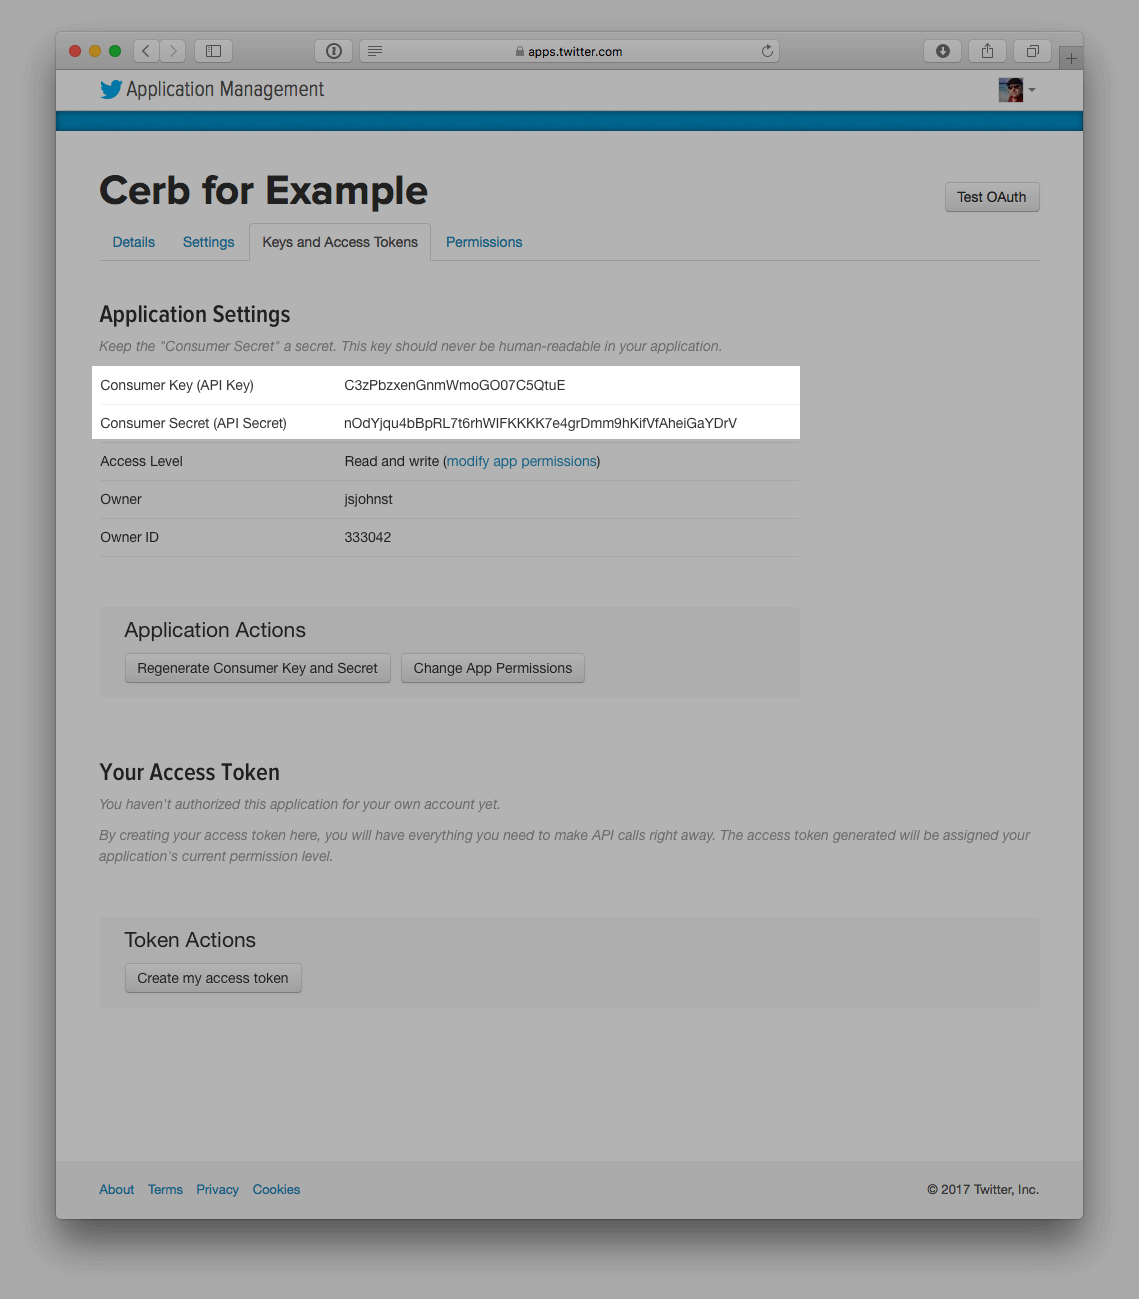 apps.twitter.com
Application Management
Cerb for Example
Test OAuth
Details Settings Keys and Access Tokens Permissions
Application Settings
Keep the "Consumer Secret" a secret. This key should never be human-readable in your application.
Consumer Key (API Key) C3zPbzxenGnmWmoGO07C5QtuE
Consumer Secret (API Secret) nOdYjqu4bBpRL7t6rhWIFKKKK7e4grDmm9hKifVfAheiGaYDrV
Access Level Read and write (modify app permissions)
Owner jsjohnst
Owner ID 333042
Application Actions
Regenerate Consumer Key and Secret Change App Permissions
Your Access Token
You haven't authorized this application for your own account yet.
By creating your access token here, you will have everything you need to make API calls right away. The access token generated will be assigned your
application's current permission level.
Token Actions
Create my access token
About Terms Privacy Cookies © 2017 Twitter, Inc.